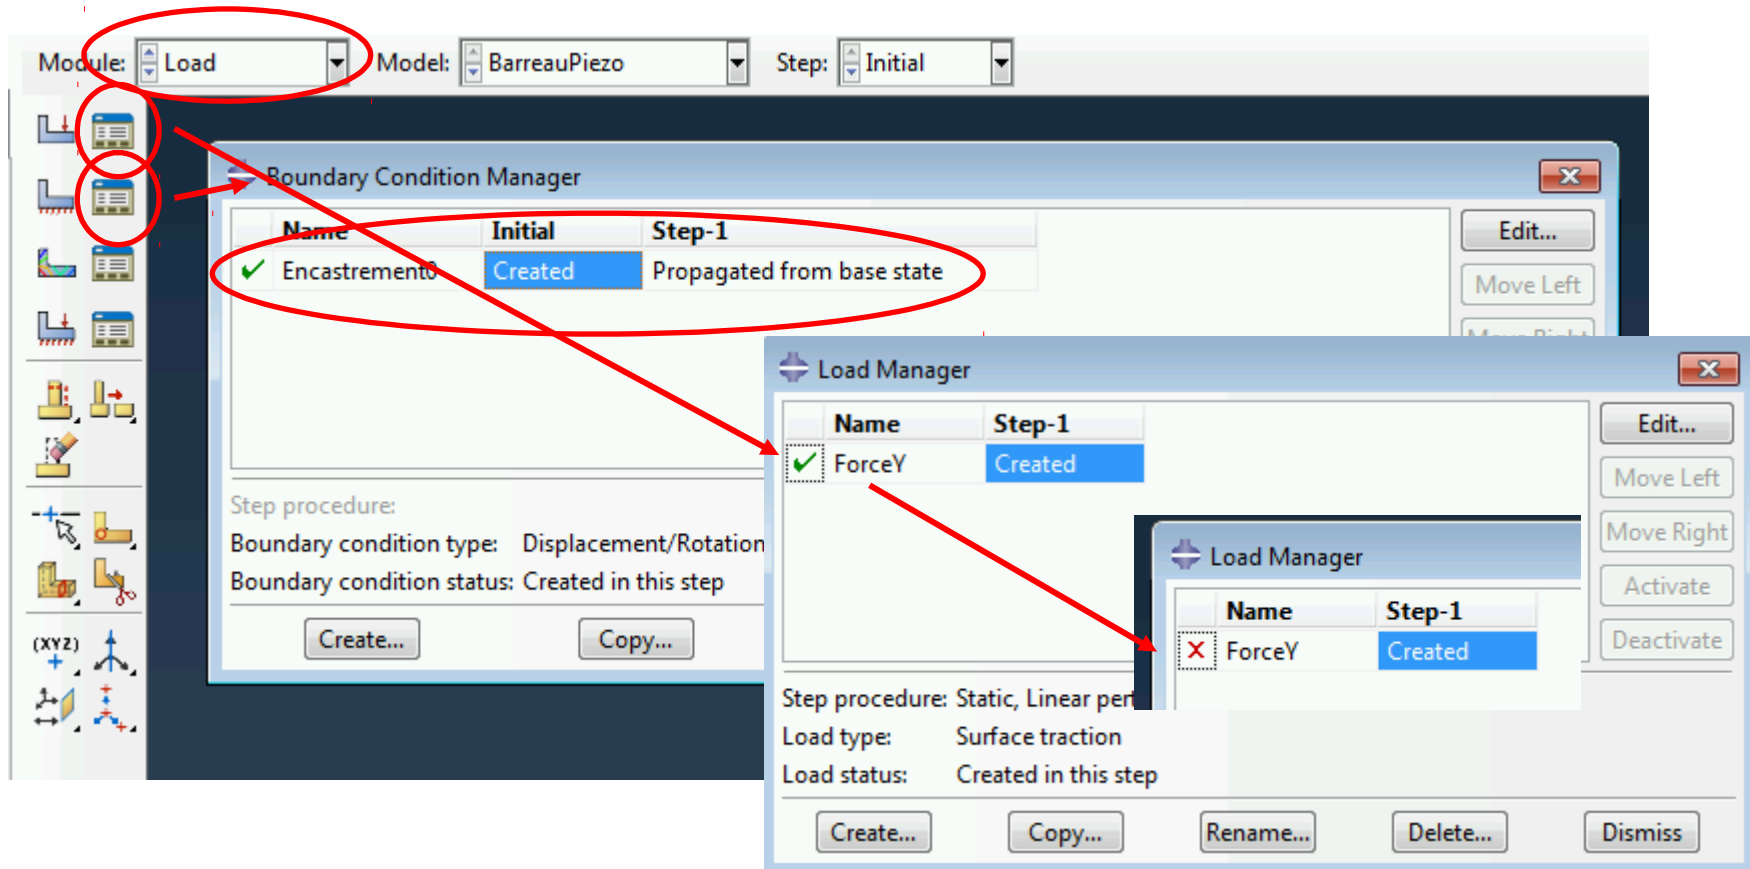 Module: Load Model: BarreauPiezo Step: Initial
Boundary Condition Manager
Name Initial Step-1
Encastrement0 Created Propagated from base state
Edit...
Move Left
Move Right
Step procedure:
Boundary condition type: Displacement/Rotation
Boundary condition status: Created in this step
Create... Copy...
Load Manager
Name Step-1
ForceY Created
Edit...
Move Left
Move Right
Activate
Deactivate
Load Manager
Name Step-1
X ForceY Created
Step procedure: Static, Linear pert
Load type: Surface traction
Load status: Created in this step
Create... Copy... Rename... Delete... Dismiss
(XYZ)